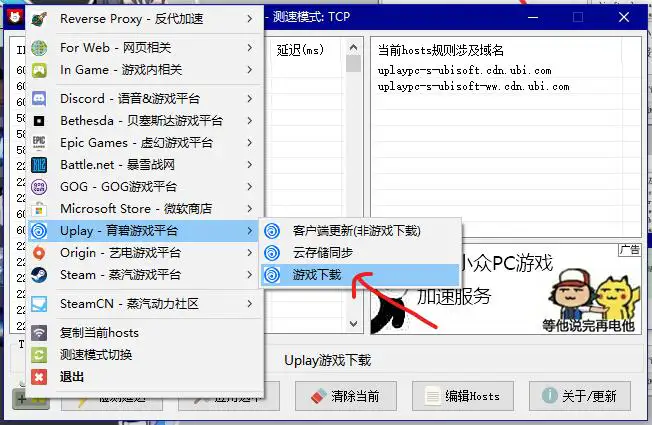 Reverse Proxy - 反代加速
- 测速模式: TCP
For Web - 网页相关
In Game - 游戏内相关
Discord - 语音&游戏平台
Bethesda - 贝塞斯达游戏平台
Epic Games - 虚幻游戏平台
Battle.net - 暴雪战网
GOG - GOG游戏平台
Microsoft Store - 微软商店
Uplay - 育碧游戏平台
Origin - 艺电游戏平台
Steam - 蒸汽游戏平台
SteamCN - 蒸汽动力社区
复制当前hosts
测速模式切换
退出
客户端更新(非游戏下载)
云存储同步
游戏下载
延迟(ms)
当前hosts规则涉及域名
uplaypc-s-ubisoft.cdn.ubi.com
uplaypc-s-ubisoft-ww.cdn.ubi.com
广告
小众PC游戏
加速服务
等他说完再电他
Uplay游戏下载
清除当前
编辑Hosts
关于/更新